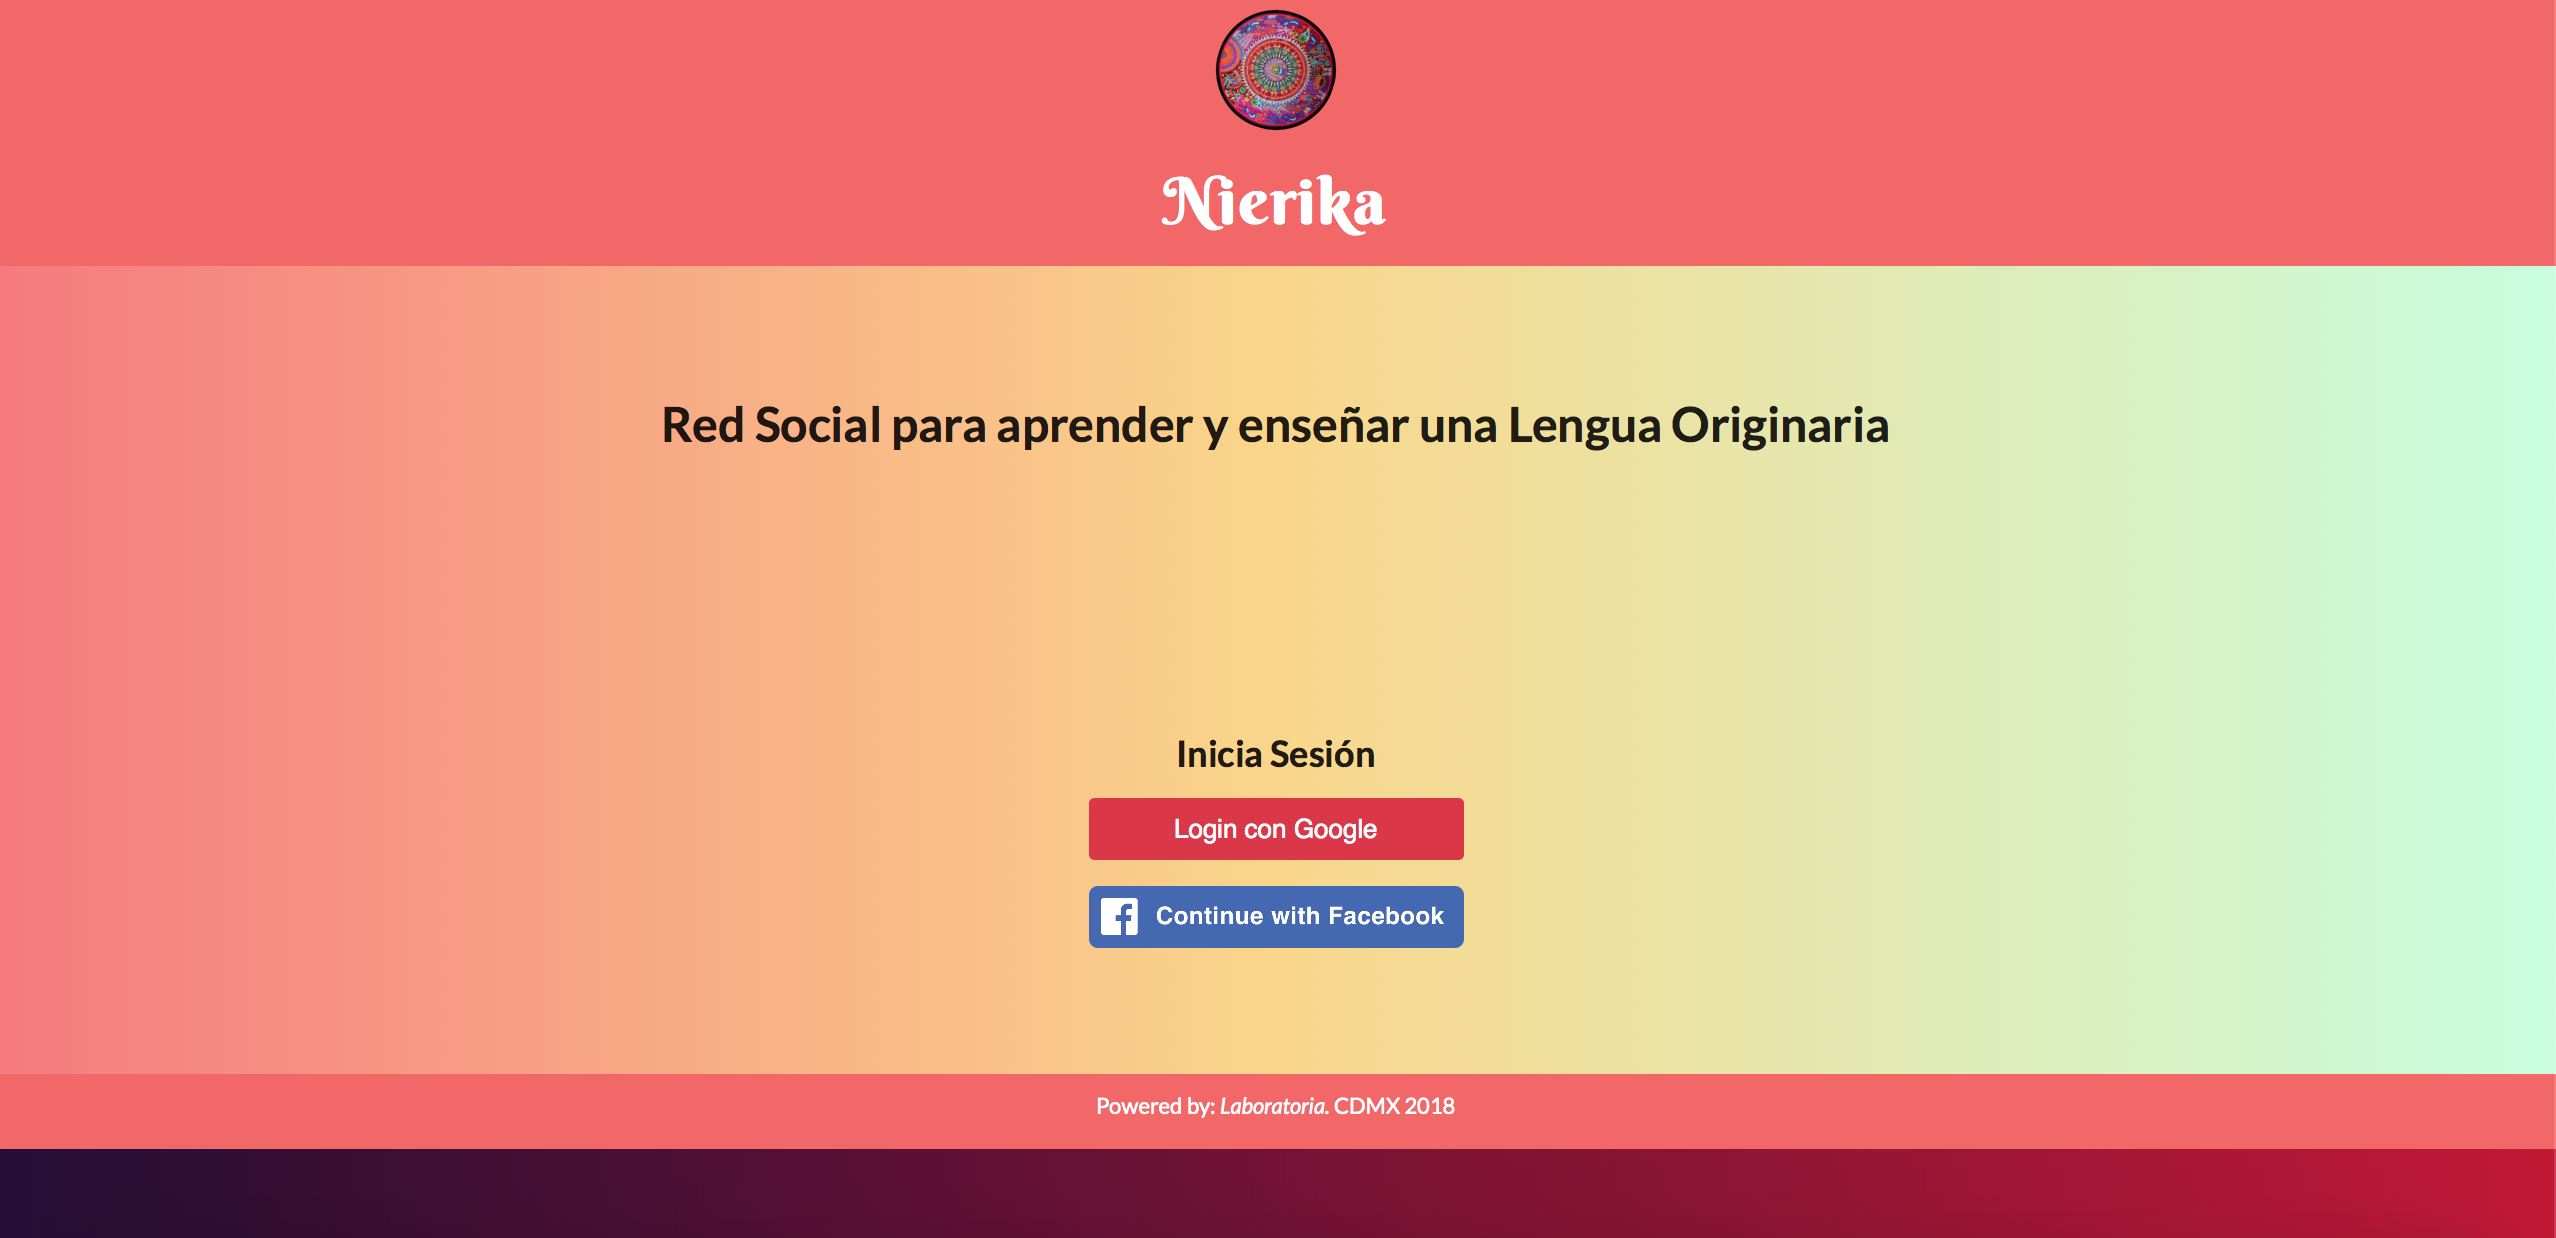 Nierika
Red Social para aprender y enseñar una Lengua Originaria
Inicia Sesión
Login con Google
Continue with Facebook
Powered by: Laboratoria. CDMX 2018